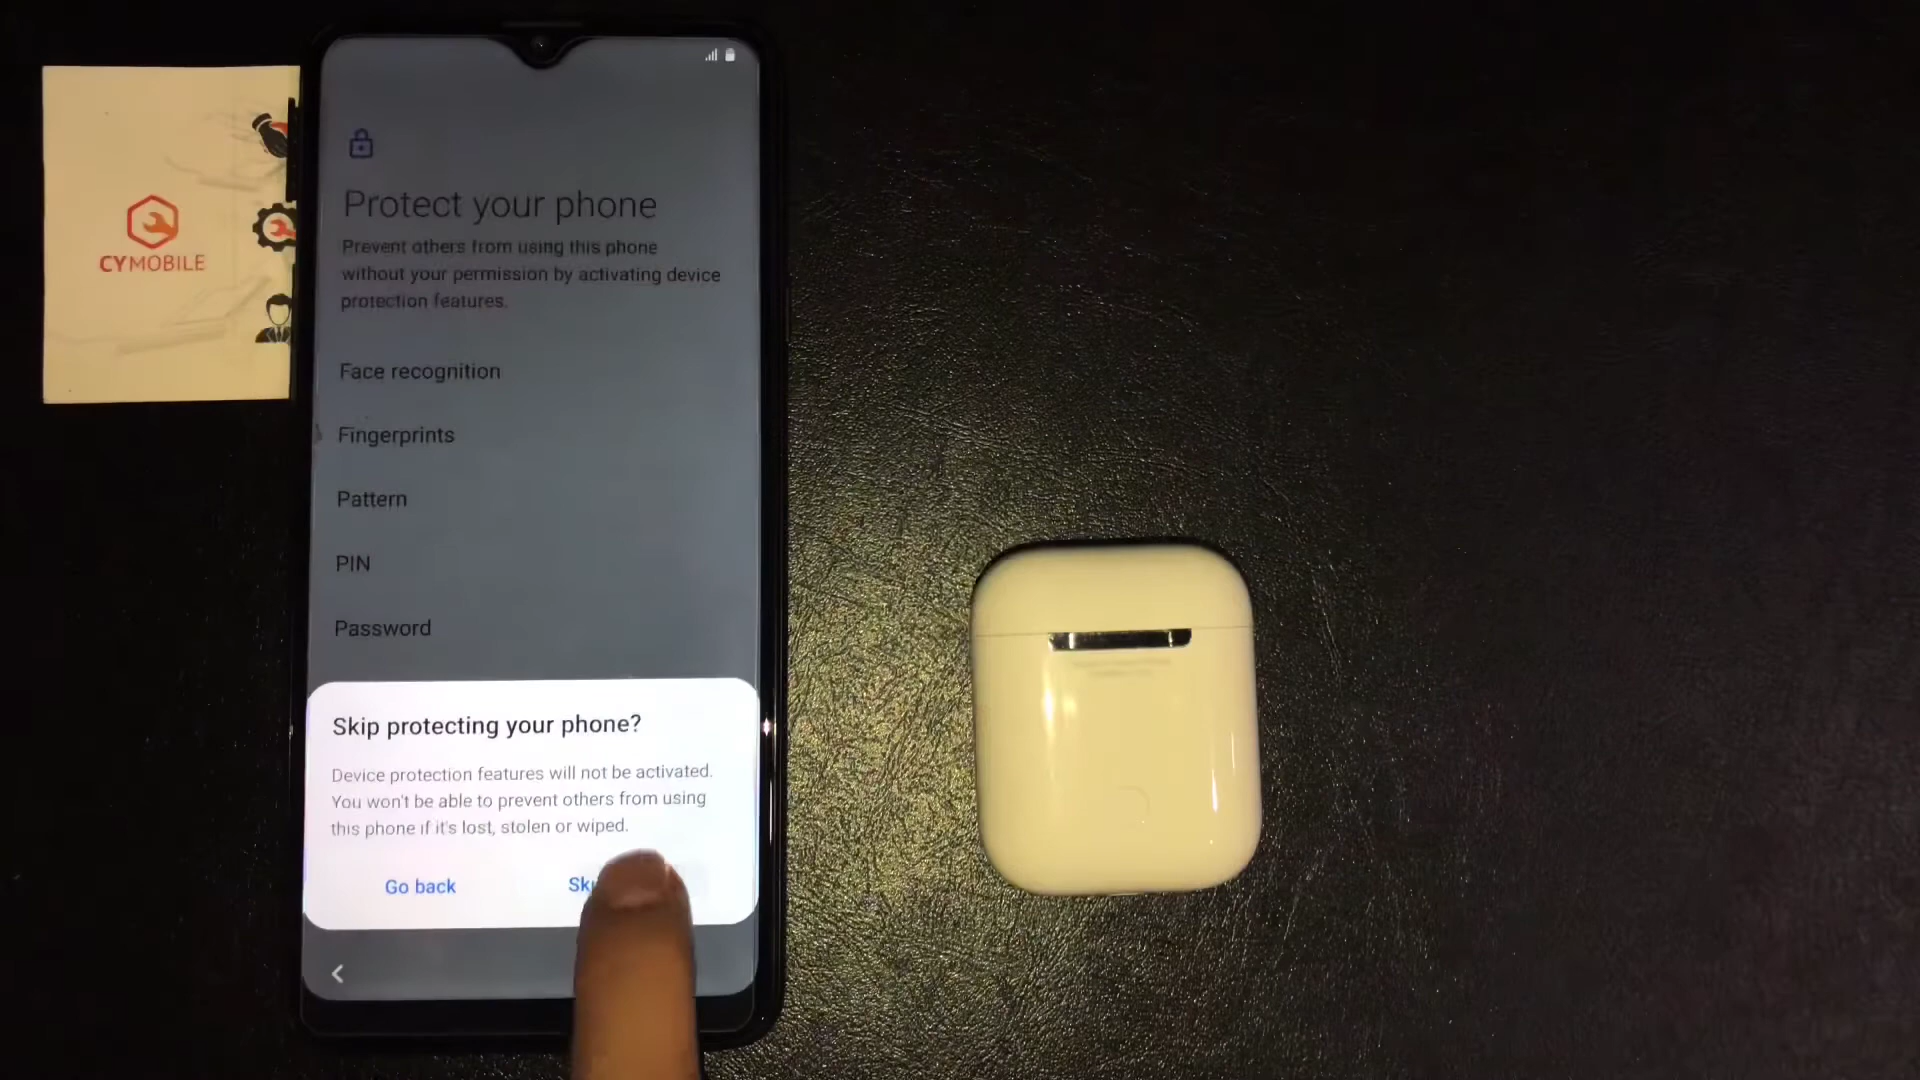 CYMOBILE
Protect your phone
Prevent others from using this phone
without your permission by activating device
protection features.
Face recognition
Fingerprints
Pattern
PIN
Password
Skip protecting your phone?
Device protection features will not be activated.
You won't be able to prevent others from using
this phone if it's lost, stolen or wiped.
Go back